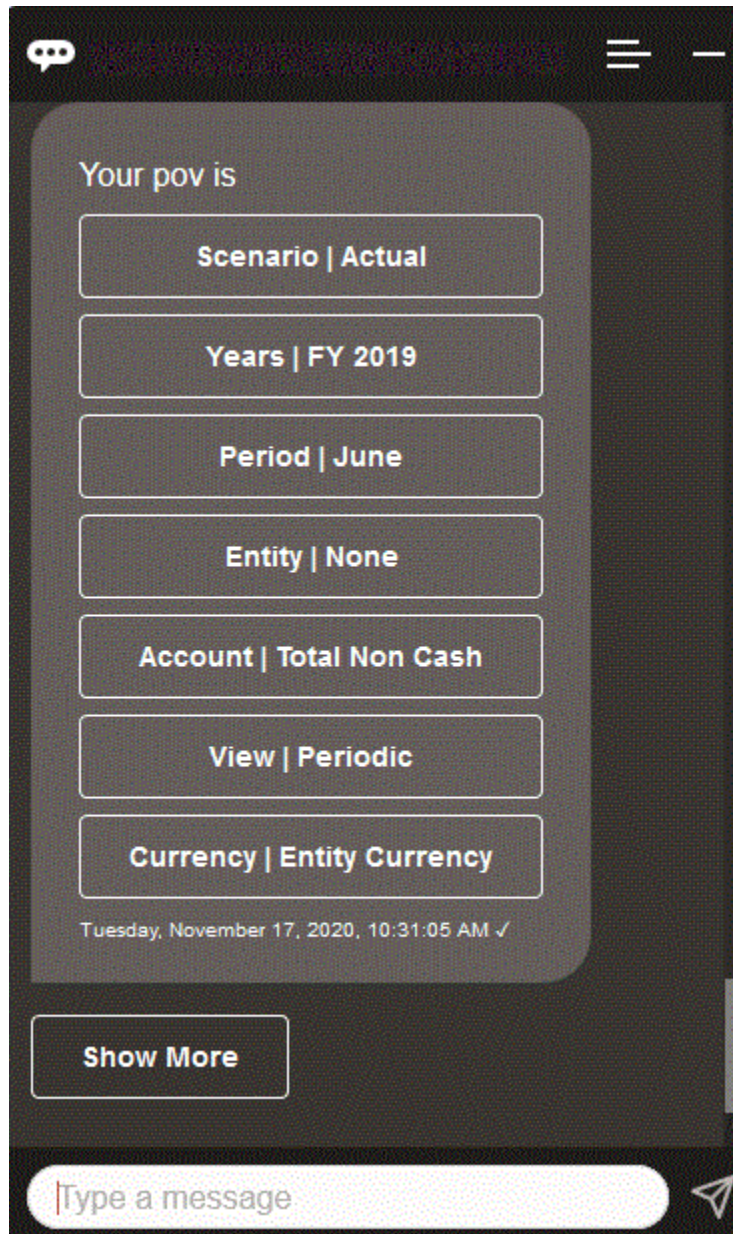 Your pov is
Scenario | Actual
Years | FY 2019
Period | June
Entity | None
Account | Total Non Cash
View | Periodic
Currency | Entity Currency
Tuesday, November 17, 2020, 10:31:05 AM ✓
Show More
Type a message